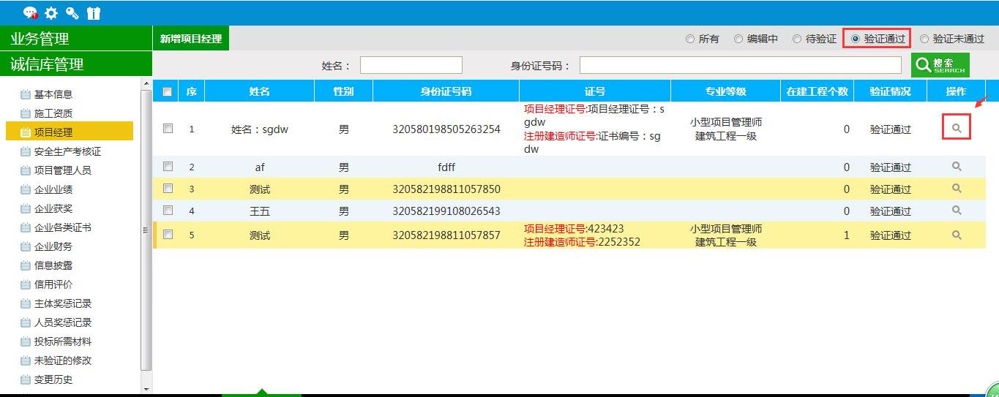 业务管理
诚信库管理
基本信息
施工资质
项目经理
安全生产考核证
项目管理人员
企业业绩
企业获奖
企业各类证书
企业财务
信息披露
信用评价
主体奖惩记录
人员奖惩记录
投标所需材料
未验证的修改
变更历史
新增项目经理
所有 编辑中 待验证 验证通过 验证未通过
姓名： 身份证号码： 搜索
SEARCH
序 姓名 性别 身份证号码 证号 专业等级 在建工程个数 验证情况 操作
项目经理证号:项目经理证号：s
gdw
注册建造师证号:证书编号：sg
dw
1 姓名：sgdw 男 320580198505263254 0 验证通过
小型项目管理师
建筑工程一级
2 af 男 fdff 0 验证通过
3 测试 男 320582198811057850 0 验证通过
4 王五 男 320582199108026543 0 验证通过
5 测试 男 320582198811057857 1 验证通过
项目经理证号:423423
注册建造师证号:2252352
小型项目管理师
建筑工程一级